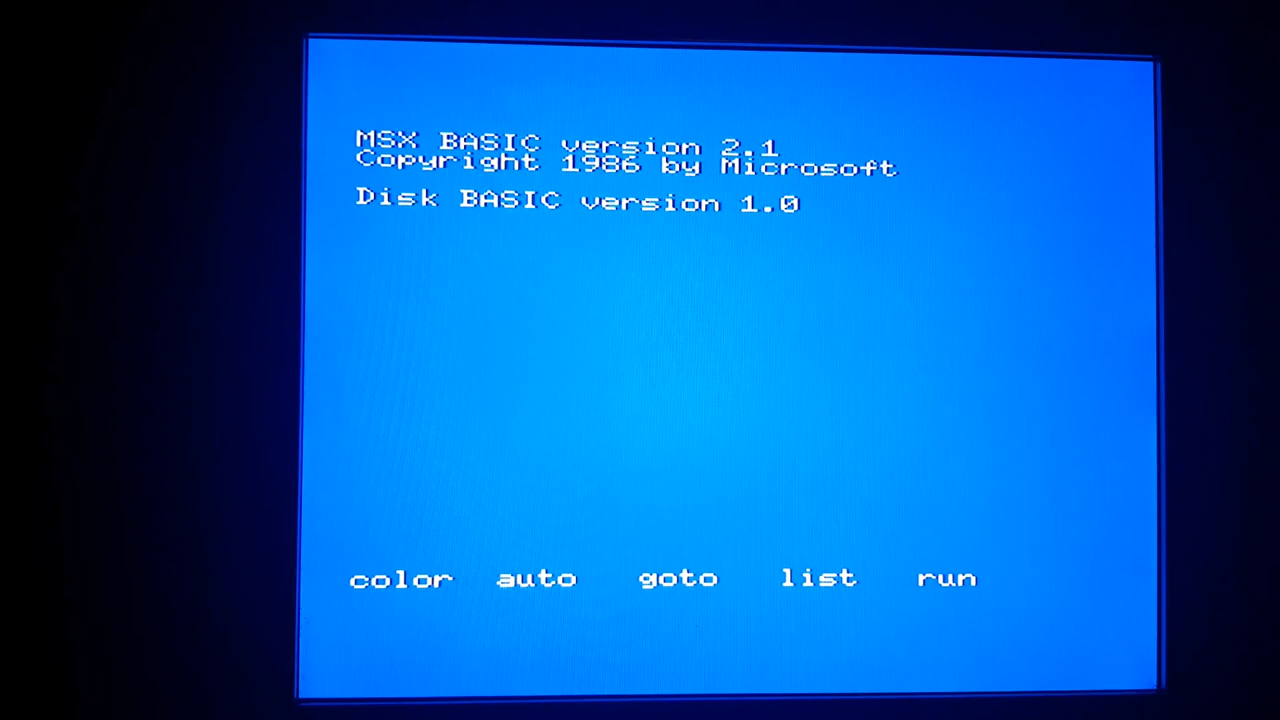 MSX BASIC version 2.1
Copyright 1986 by Microsoft
Disk BASIC version 1.0
color auto goto list run